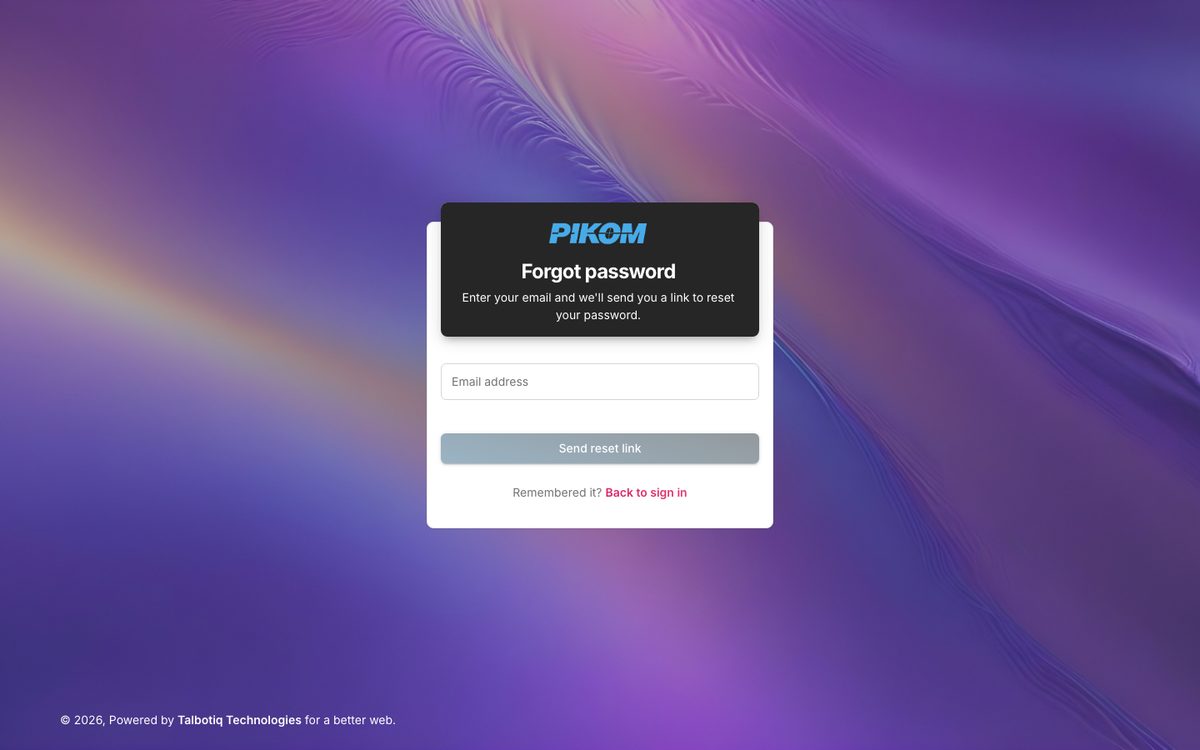 PIKOM
Forgot password
Enter your email and we'll send you a link to reset
your password.
Email address
Send reset link
Remembered it? Back to sign in
© 2026, Powered by Talbotiq Technologies for a better web.